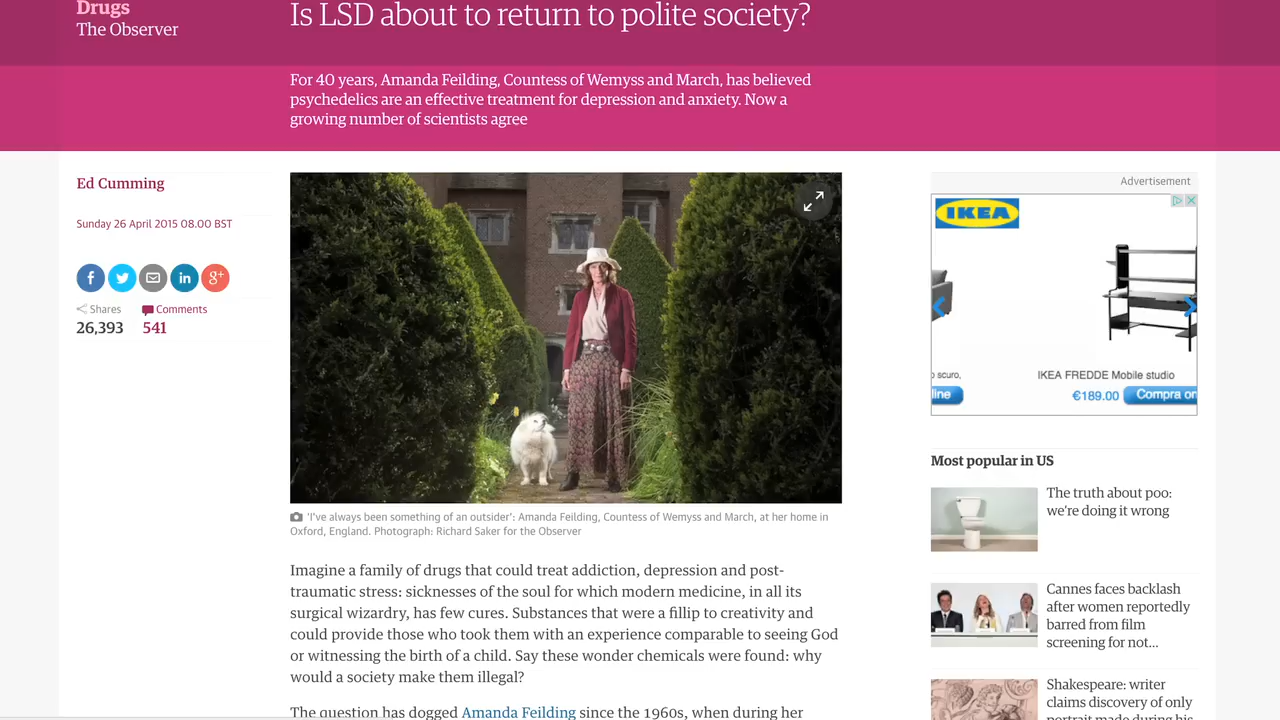 Drugs
The Observer
Is LSD about to return to polite society?
For 40 years, Amanda Feilding, Countess of Wemyss and March, has believed
psychedelics are an effective treatment for depression and anxiety. Now a
growing number of scientists agree
Ed Cumming
Sunday 26 April 2015 08.00 BST
Shares
26,393
Comments
541
'I've always been something of an outsider': Amanda Feilding, Countess of Wemyss and March, at her home in
Oxford, England. Photograph: Richard Saker for the Observer
Imagine a family of drugs that could treat addiction, depression and post-
traumatic stress: sicknesses of the soul for which modern medicine, in all its
surgical wizardry, has few cures. Substances that were a fillip to creativity and
could provide those who took them with an experience comparable to seeing God
or witnessing the birth of a child. Say these wonder chemicals were found: why
would a society make them illegal?
The question has dogged Amanda Feilding since the 1960s, when during her
Advertisement
IKEA
scuro,
IKEA FREDDE Mobile studio
line
€189.00
Compra on
Most popular in US
The truth about poo:
we're doing it wrong
Cannes faces backlash
after women reportedly
barred from film
screening for not...
Shakespeare: writer
claims discovery of only
portrait made during his